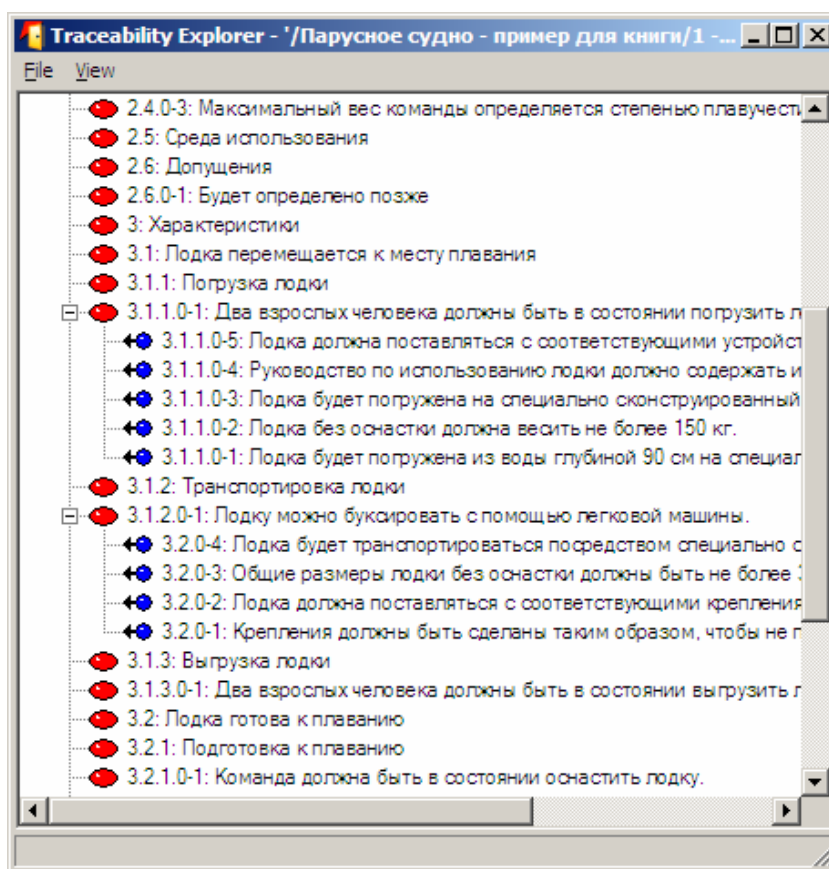 Traceability Explorer - '/Парусное судно - пример для книги/1 -...
File View
2.4.0-3: Максимальный вес команды определяется степенью плавучести
2.5: Среда использования
2.6: Допущения
2.6.0-1: Будет определено позже
3: Характеристики
3.1: Лодка перемещается к месту плавания
3.1.1: Погрузка лодки
3.1.1.0-1: Два взрослых человека должны быть в состоянии погрузить л
3.1.1.0-5: Лодка должна поставляться с соответствующими устройст
3.1.1.0-4: Руководство по использованию лодки должно содержать и
3.1.1.0-3: Лодка будет погружена на специально сконструированный
3.1.1.0-2: Лодка без оснастки должна весить не более 150 кг.
3.1.1.0-1: Лодка будет погружена из воды глубиной 90 см на специал
3.1.2: Транспортировка лодки
3.1.2.0-1: Лодку можно буксировать с помощью легковой машины.
3.2.0-4: Лодка будет транспортироваться посредством специально с
3.2.0-3: Общие размеры лодки без оснастки должны быть не более
3.2.0-2: Лодка должна поставляться с соответствующими крепления
3.2.0-1: Крепления должны быть сделаны таким образом, чтобы не п
3.1.3: Выгрузка лодки
3.1.3.0-1: Два взрослых человека должны быть в состоянии выгрузить л
3.2: Лодка готова к плаванию
3.2.1: Подготовка к плаванию
3.2.1.0-1: Команда должна быть в состоянии оснастить лодку.